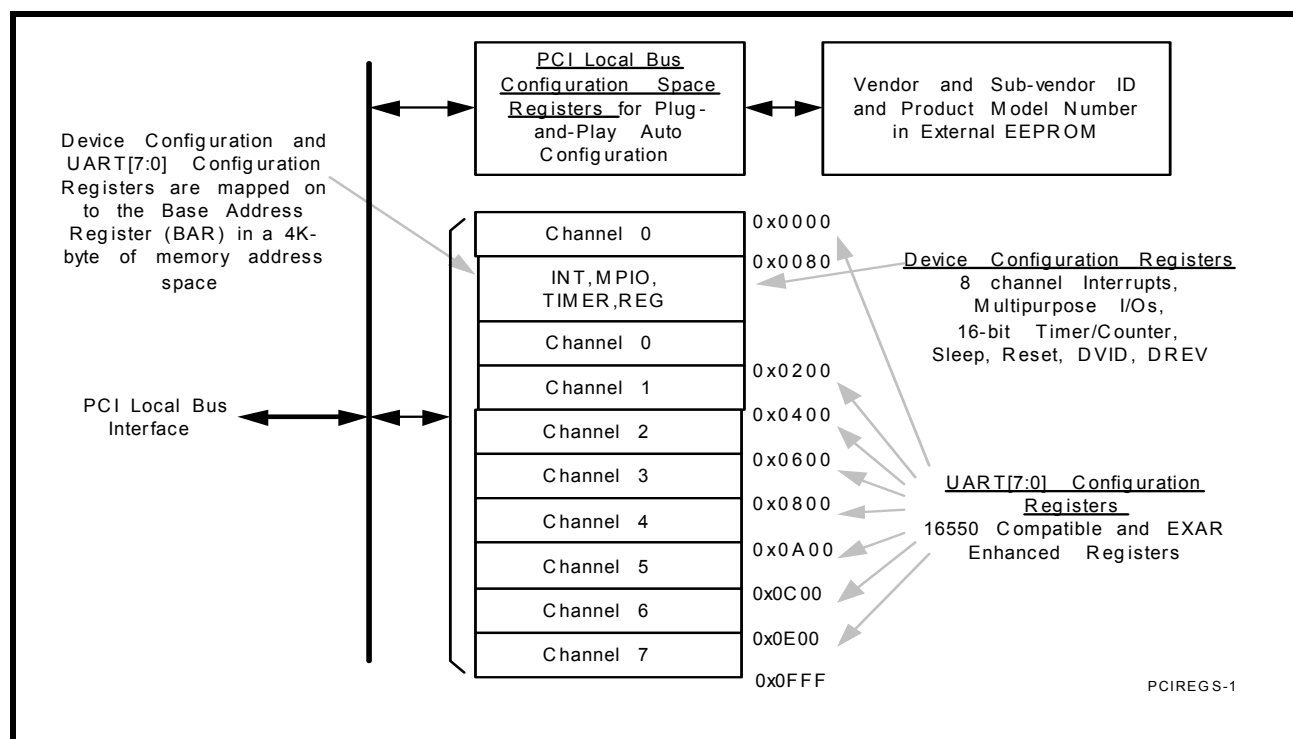 PCI Local Bus
Configuration Space
Registers for Plug-
and-Play Auto
Configuration
Vendor and Sub-vendor ID
and Product Model Number
in External EEPROM
Device Configuration and
UART[7:0] Configuration
Registers are mapped on
to the Base Address
Register (BAR) in a 4K-
byte of memory address
space
PCI Local Bus
Interface
Channel 0
INT,MPIO,
TIMER,REG
Channel 0
Channel 1
Channel 2
Channel 3
Channel 4
Channel 5
Channel 6
Channel 7
0x0000
0x0080
0x0200
0x0400
0x0600
0x0800
0x0A00
0x0C00
0x0E00
0x0FFF
Device Configuration Registers
8 channel Interrupts,
Multipurpose I/Os,
16-bit Timer/Counter,
Sleep, Reset, DVID, DREV
UART[7:0] Configuration
Registers
16550 Compatible and EXAR
Enhanced Registers
PCIREGS-1